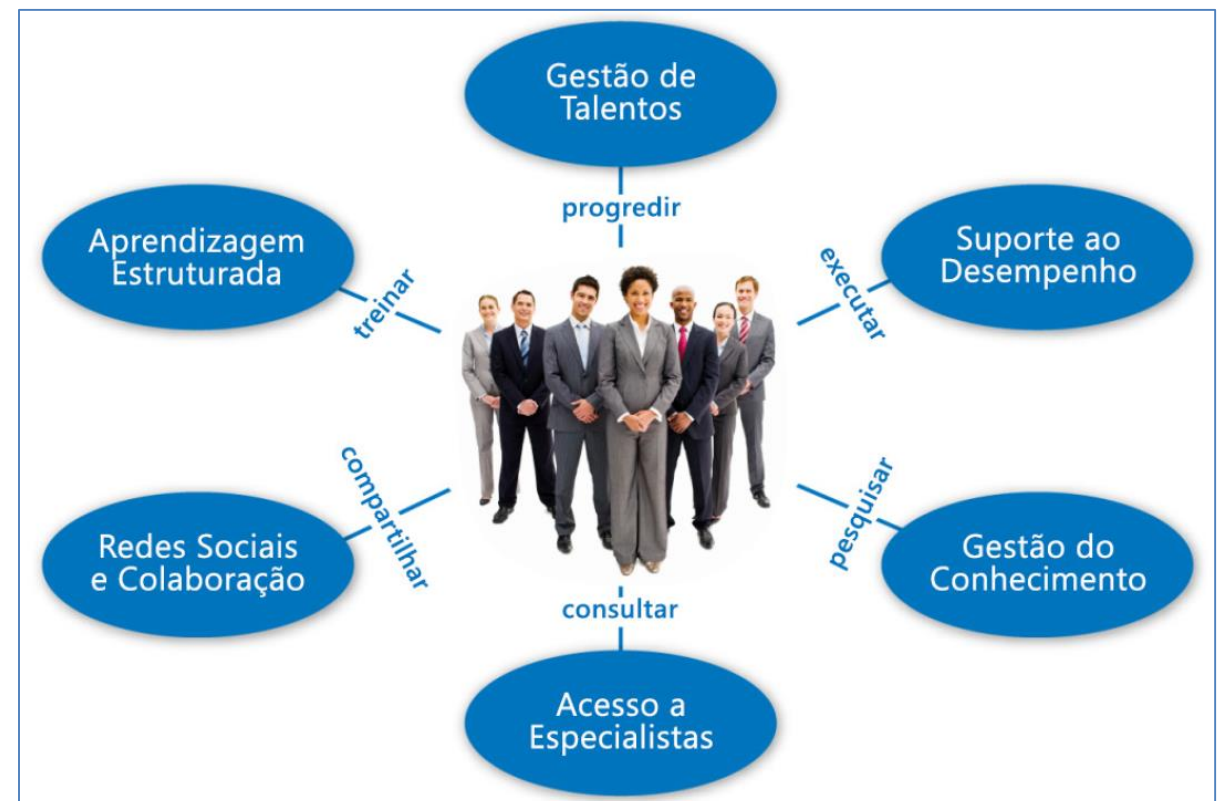 Gestão de
Talentos
progredir
Aprendizagem
Estruturada
treinar
Suporte ao
Desempenho
executar
Redes Sociais
e Colaboração
compartilhar
Gestão do
Conhecimento
pesquisar
consultar
Acesso a
Especialistas